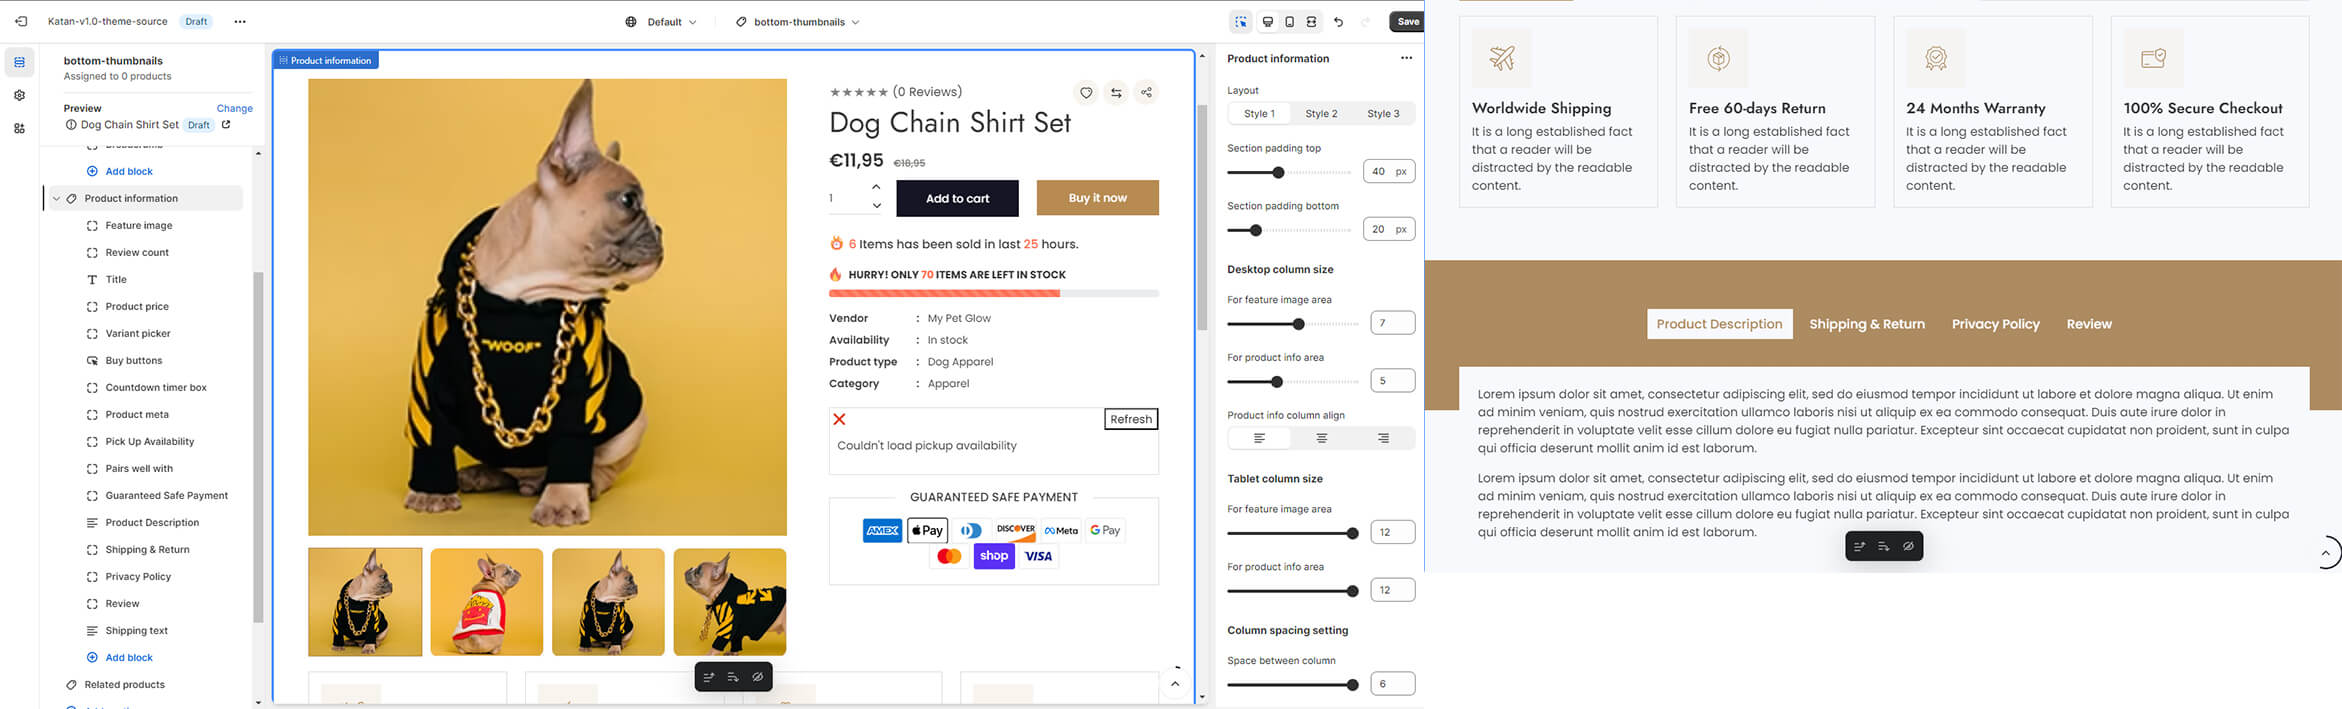 Katan-v1.0-theme-source Draft
Default
bottom-thumbnails
Save
bottom-thumbnails
Assigned to 0 products
Preview Change
Dog Chain Shirt Set Draft
Breadcrumb
Add block
Product information
Feature image
Review count
Title
Product price
Variant picker
Buy buttons
Countdown timer box
Product meta
Pick Up Availability
Pairs well with
Guaranteed Safe Payment
Product Description
Shipping & Return
Privacy Policy
Review
Shipping text
Add block
Related products
Product information
"WOOF"
(0 Reviews)
Dog Chain Shirt Set
€11,95 €18,95
1
Add to cart
Buy it now
6 Items has been sold in last 25 hours.
HURRY! ONLY 70 ITEMS ARE LEFT IN STOCK
Vendor : My Pet Glow
Availability : In stock
Product type : Dog Apparel
Category : Apparel
Refresh
Couldn't load pickup availability
GUARANTEED SAFE PAYMENT
AMEX Pay DISCOVER Meta G Pay
shop VISA
Product information
Layout
Style 1 Style 2 Style 3
Section padding top
40 px
Section padding bottom
20 px
Desktop column size
For feature image area
7
For product info area
5
Product info column align
Tablet column size
For feature image area
12
For product info area
12
Column spacing setting
Space between column
6
Worldwide Shipping
It is a long established fact
that a reader will be
distracted by the readable
content.
Free 60-days Return
It is a long established fact
that a reader will be
distracted by the readable
content.
24 Months Warranty
It is a long established fact
that a reader will be
distracted by the readable
content.
100% Secure Checkout
It is a long established fact
that a reader will be
distracted by the readable
content.
Product Description Shipping & Return Privacy Policy Review
Lorem ipsum dolor sit amet, consectetur adipiscing elit, sed do eiusmod tempor incididunt ut labore et dolore magna aliqua. Ut enim
ad minim veniam, quis nostrud exercitation ullamco laboris nisi ut aliquip ex ea commodo consequat. Duis aute irure dolor in
reprehenderit in voluptate velit esse cillum dolore eu fugiat nulla pariatur. Excepteur sint occaecat cupidatat non proident, sunt in culpa
qui officia deserunt mollit anim id est laborum.
Lorem ipsum dolor sit amet, consectetur adipiscing elit, sed do eiusmod tempor incididunt ut labore et dolore magna aliqua. Ut enim
ad minim veniam, quis nostrud exercitation ullamco laboris nisi ut aliquip ex ea commodo consequat. Duis aute irure dolor in
reprehenderit in voluptate velit esse cillum dolore eu fugiat nulla pariatur. Excepteur sint occaecat cupidatat non proident, sunt in culpa
qui officia deserunt mollit anim id est laborum.